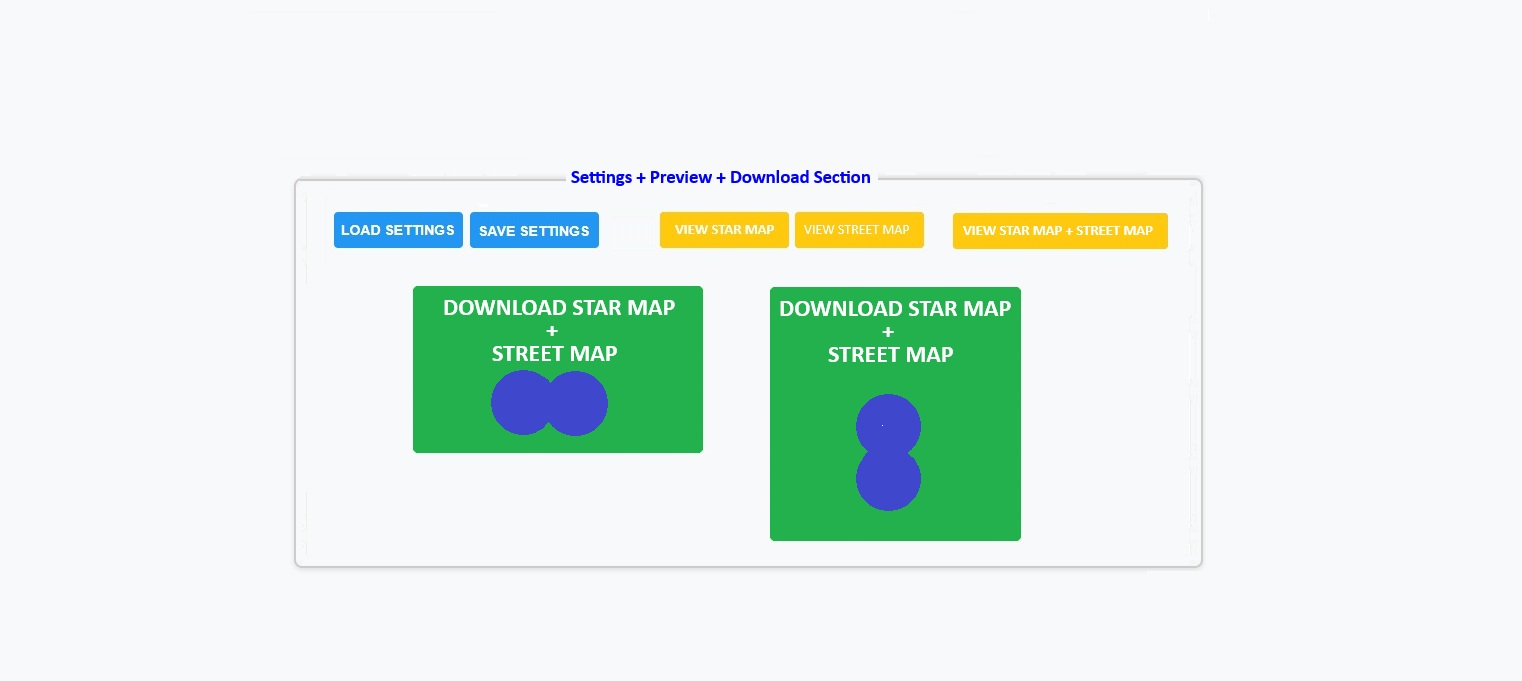 Settings + Preview + Download Section
LOAD SETTINGS
SAVE SETTINGS
VIEW STAR MAP
VIEW STREET MAP
VIEW STAR MAP + STREET MAP
DOWNLOAD STAR MAP
+
STREET MAP
DOWNLOAD STAR MAP
+
STREET MAP